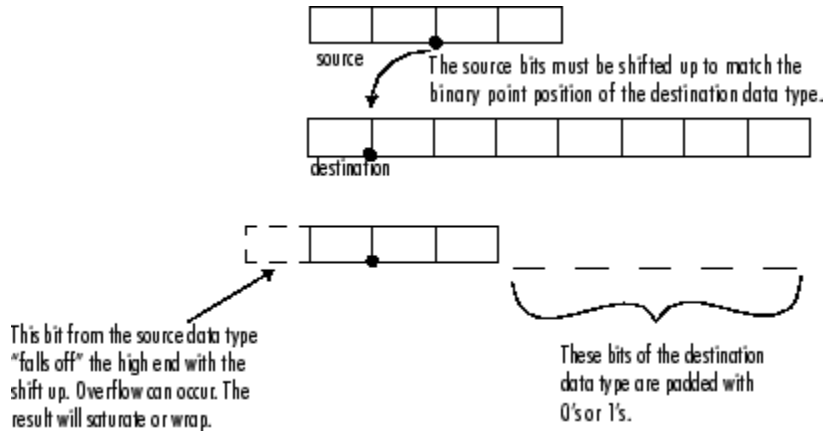 source
The source bits must be shifted up to match the
binary point position of the destination data type.
destination
This bit from the source data type
“falls off” the high end with the
shift up. Overflow can occur. The
result will saturate or wrap.
These bits of the destination
data type are padded with
0's or 1's.